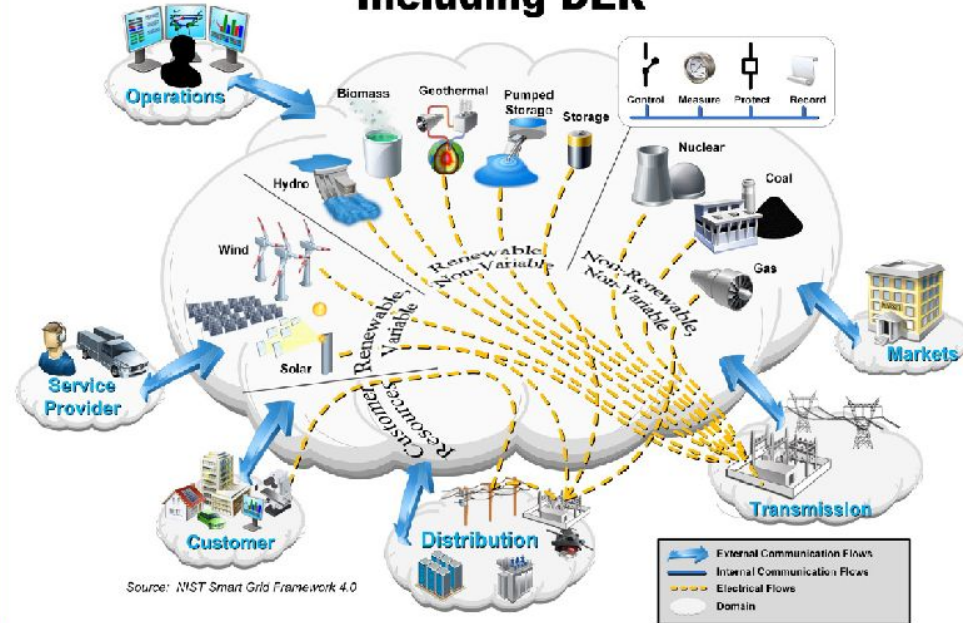 Including DER
Operations
Biomass
Geothermal
Pumped
Storage
Storage
Control Measure Protect Record
Nuclear
Coal
Hydro
Wind
Gas
Renewable,
Non-Variable
Non-Renewable,
Non-Variable
Renewable,
Variable
Solar
Customer
Resources
Markets
Service
Provider
Customer
Distribution
Transmission
External Communication Flows
Internal Communication Flows
Electrical Flows
Domain
Source: NIST Smart Grid Framework 4.0